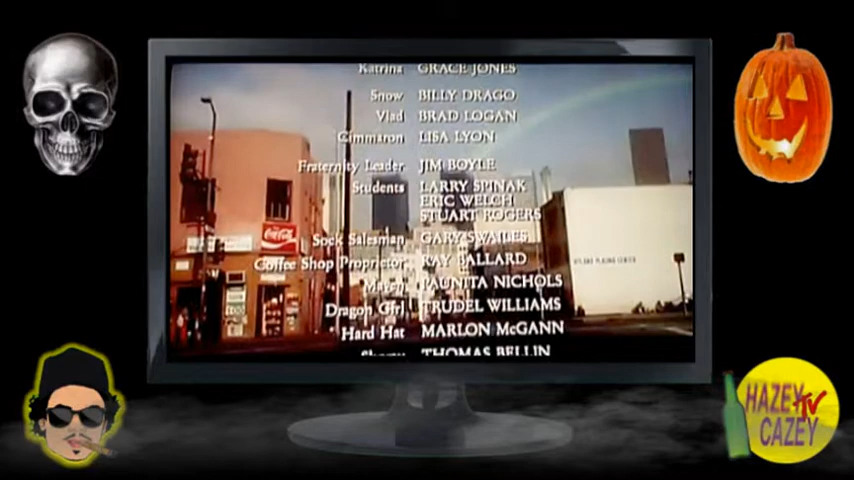 Katrina GRACE JONES
Snow BILLY DRAGO
Vlad BRAD LOGAN
Cimmaron LISA LYON
Fraternity Leader JIM BOYLE
Students LARRY SPINAK
ERIC WELCH
STUART ROGERS
Sock Salesman GARY SWAILES
Coffee Shop Proprietor RAY BALLARD
Maven PAUNITA NICHOLS
Dragon Girl TRUDEL WILLIAMS
Hard Hat MARLON McGANN
THOMAS BELLIN
Coca-Cola
HAZEY TV
CAZEY